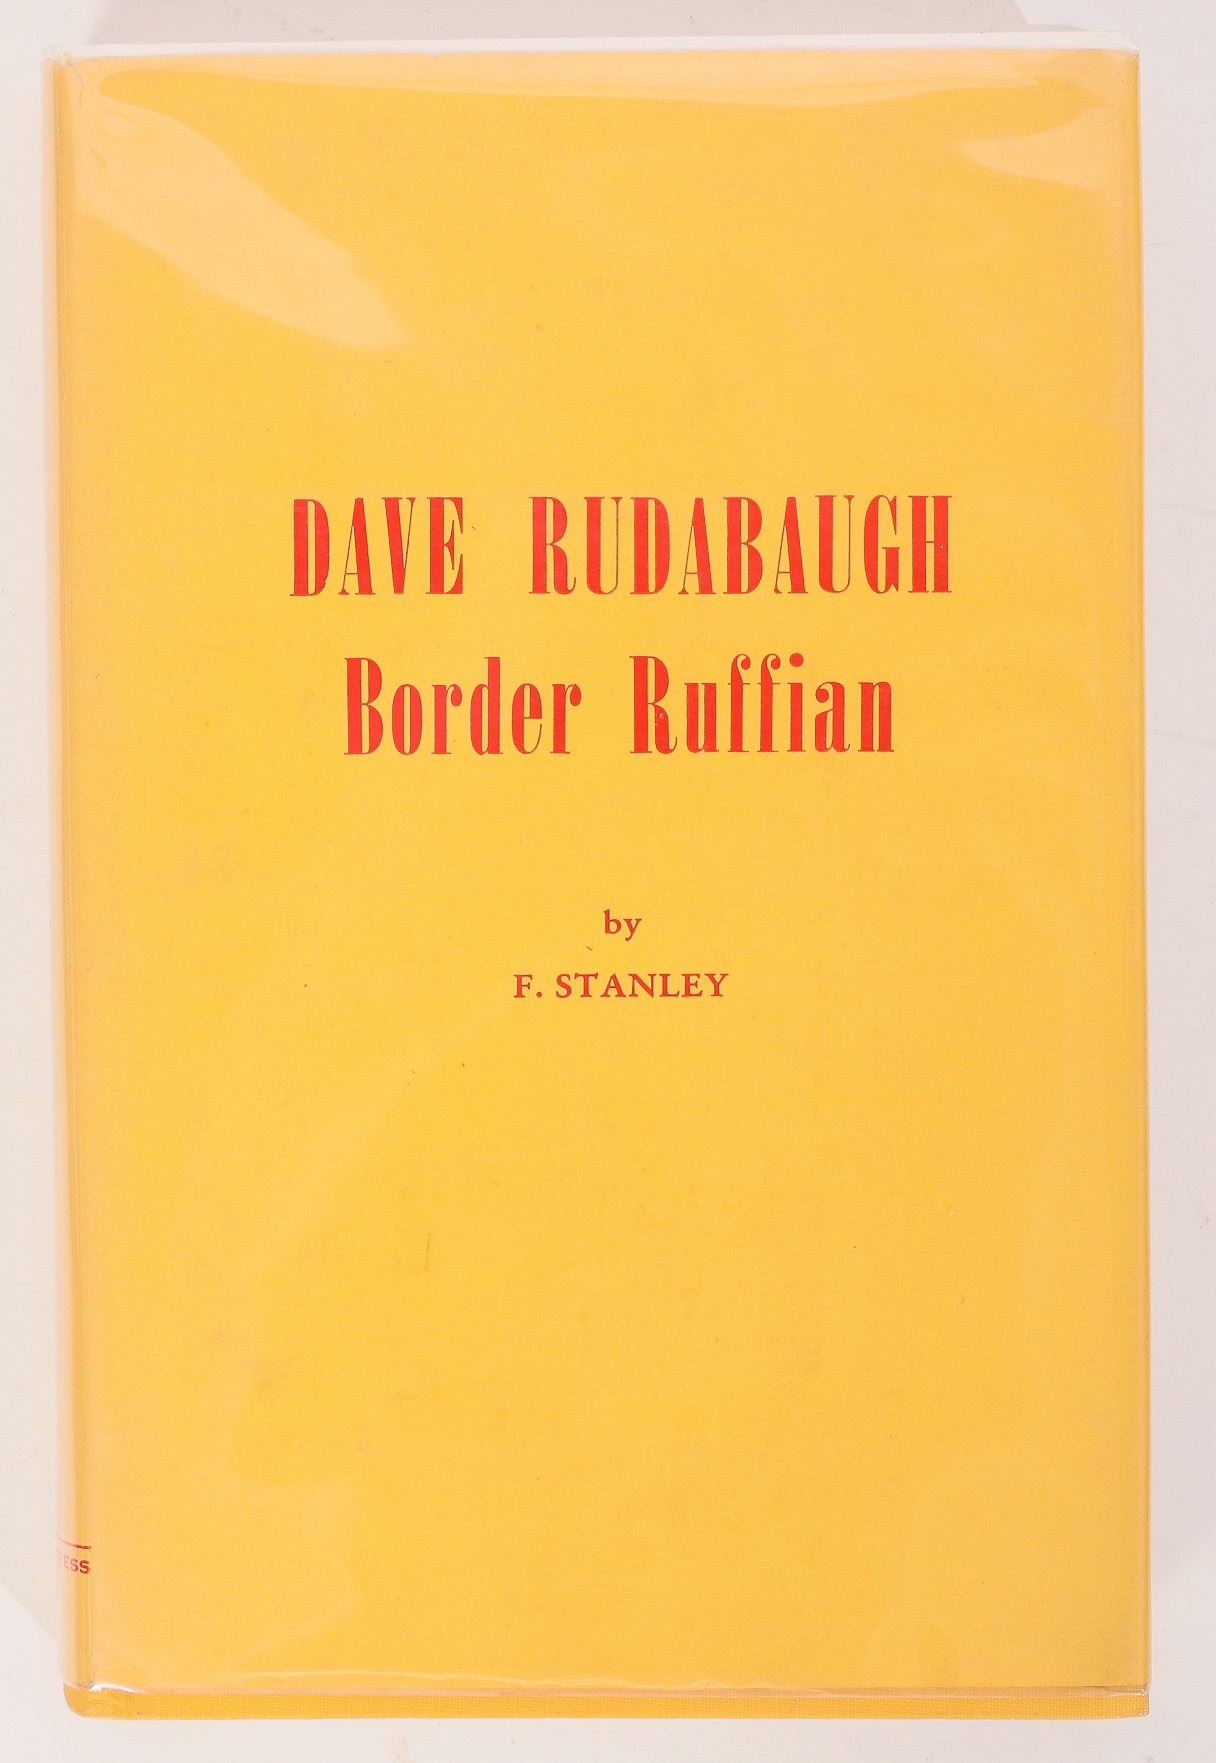 DAVE RUDABAUGH
Border Ruffian
by
F. STANLEY